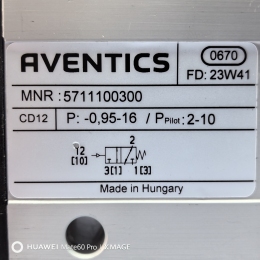 AVENTICS
0670
FD: 23W41
MNR : 5711100300
CD12
P: -0,95-16 / PPilot: 2-10
2
12
[10]
3[1] 1[3]
Made in Hungary
HUAWEI Mate60 Pro XMAGE